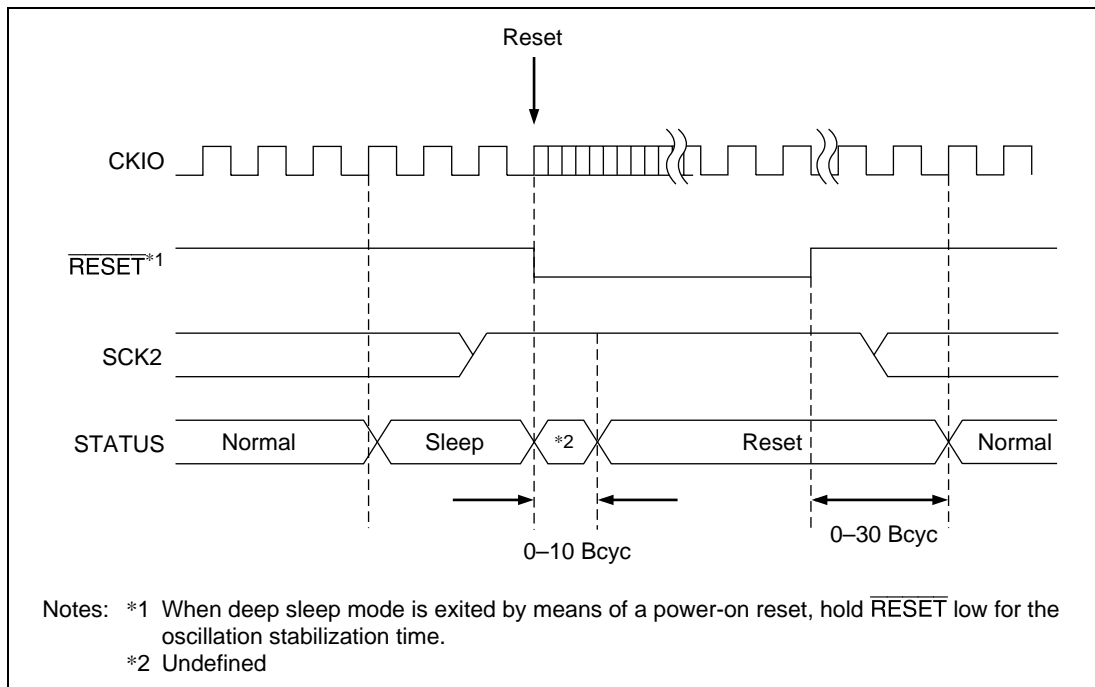 Reset
CKIO
RESET*1
SCK2
STATUS Normal Sleep *2 Reset Normal
0–10 Bcyc
0–30 Bcyc
Notes: *1 When deep sleep mode is exited by means of a power-on reset, hold RESET low for the
oscillation stabilization time.
*2 Undefined